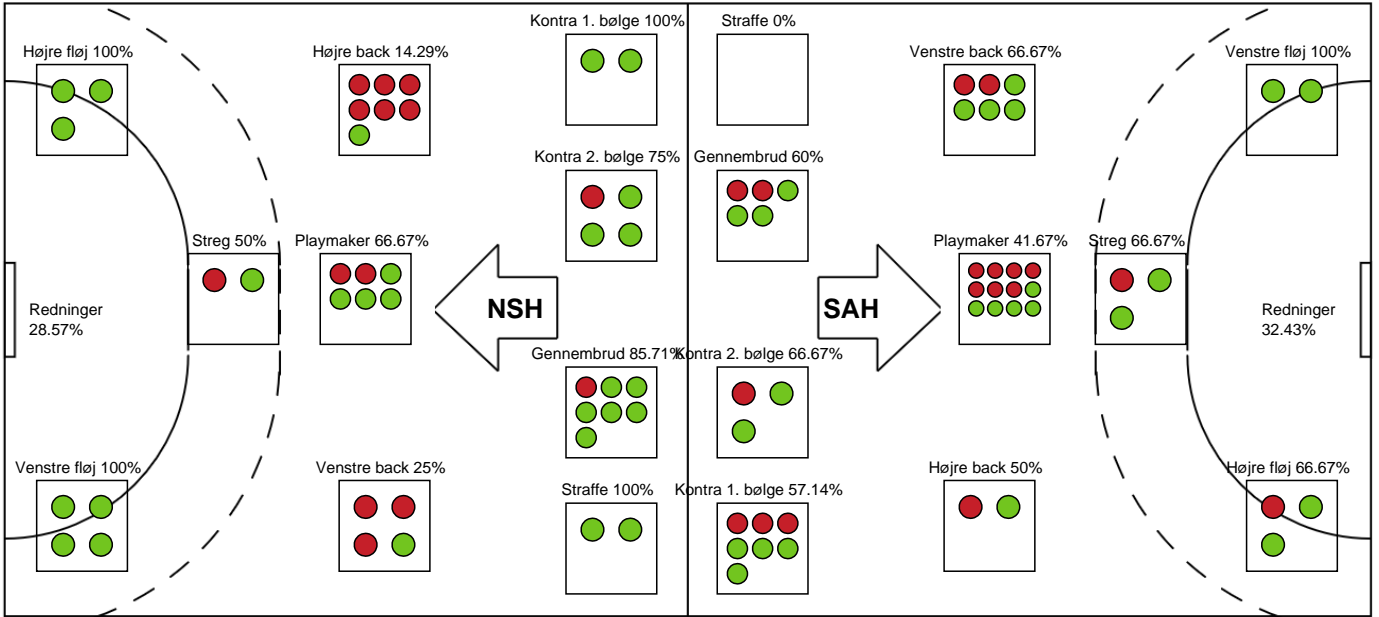 Kontra 1. bølge 100%
Straffe 0%
Højre fløj 100%
Højre back 14.29%
Venstre back 66.67%
Venstre fløj 100%
Kontra 2. bølge 75%
Gennembrud 60%
Streg 50%
Playmaker 66.67%
Playmaker 41.67%
Streg 66.67%
Redninger
28.57%
NSH
SAH
Redninger
32.43%
Gennembrud 85.71%
Kontra 2. bølge 66.67%
Venstre fløj 100%
Venstre back 25%
Straffe 100%
Kontra 1. bølge 57.14%
Højre back 50%
Højre fløj 66.67%